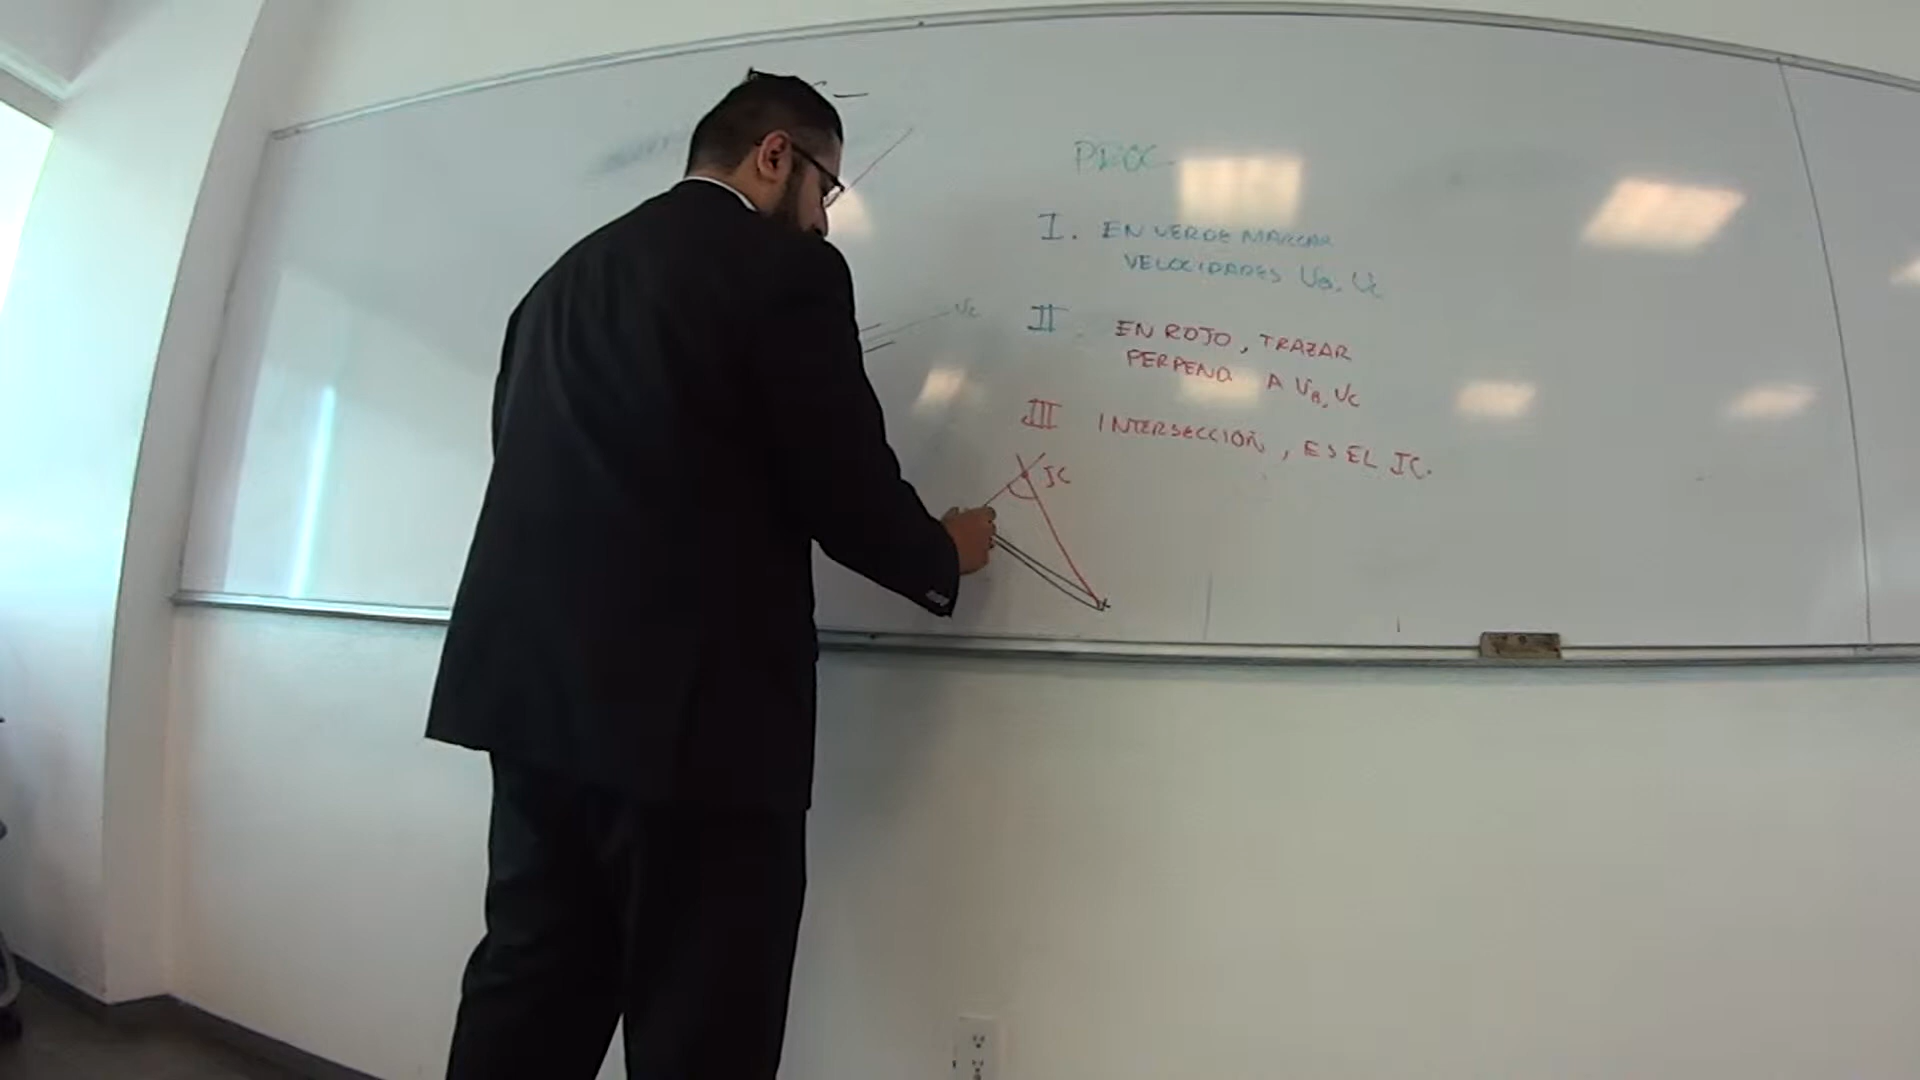 PROC
I. EN VERDE MARCAR
VELOCIDADES VB, VC
II. EN ROJO, TRAZAR
PERPEND A VB, VC
III INTERSECCIÓN, ES EL IC.
VC
IC